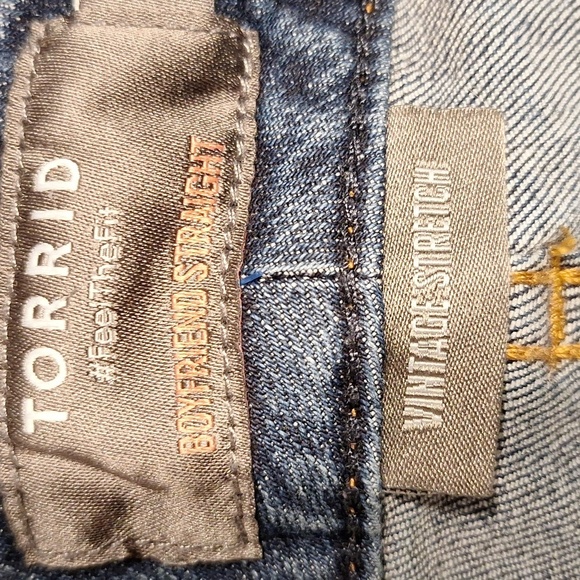 TORRID
#FeelTheFit
BOYFRIEND STRAIGHT
VINTAGE STRETCH